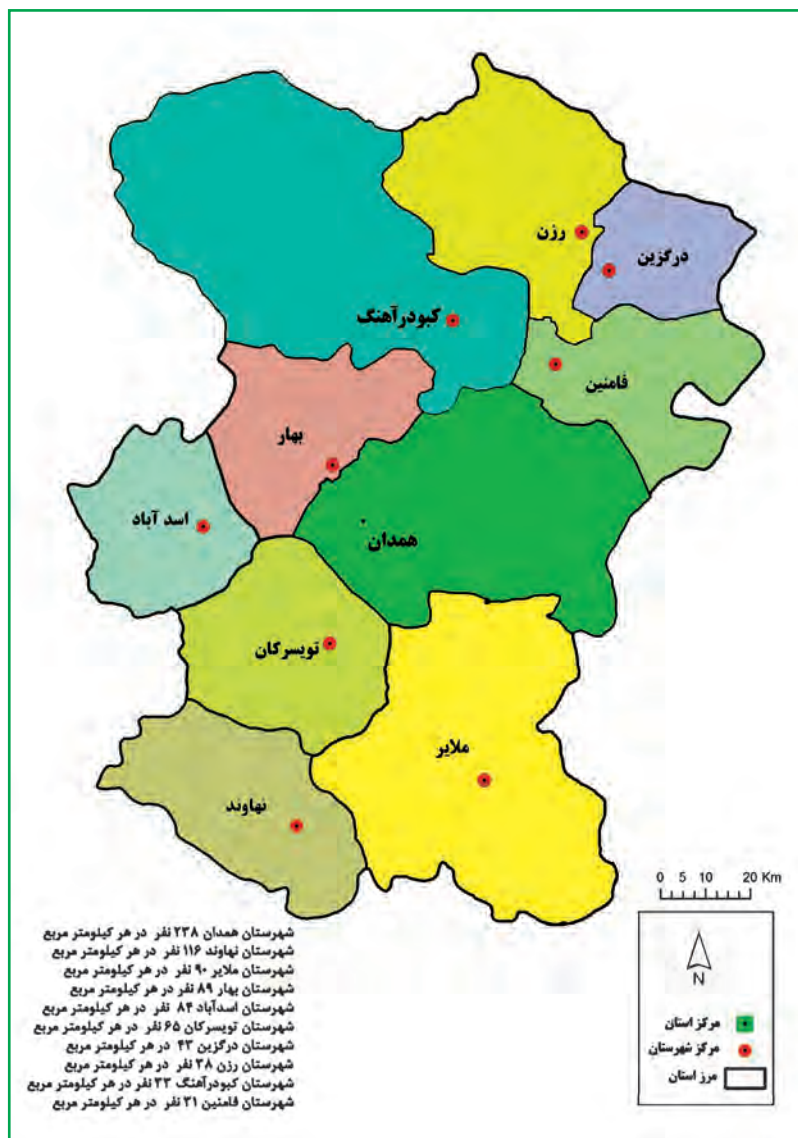 رزن
درگزین
کبودرآهنگ
فامنین
بهار
اسد آباد
همدان
تویسرکان
ملایر
نهاوند
0 5 10 20 Km
شهرستان همدان ۲۳۸ نفر در هر کیلومتر مربع
شهرستان نهاوند ۱۱۶ نفر در هر کیلومتر مربع
شهرستان ملایر ۹۰ نفر در هر کیلومتر مربع
شهرستان بهار ۸۹ نفر در هر کیلومتر مربع
شهرستان اسدآباد ۸۴ نفر در هر کیلومتر مربع
شهرستان تویسرکان ۶۵ نفر در هر کیلومتر مربع
شهرستان درگزین ۴۳ در هر کیلومتر مربع
شهرستان رزن ۳۸ نفر در هر کیلومتر مربع
شهرستان کبودرآهنگ ۳۳ نفر در هر کیلومتر مربع
شهرستان فامنین ۳۱ نفر در هر کیلومتر مربع
N
مرکز استان
مرکز شهرستان
مرز استان